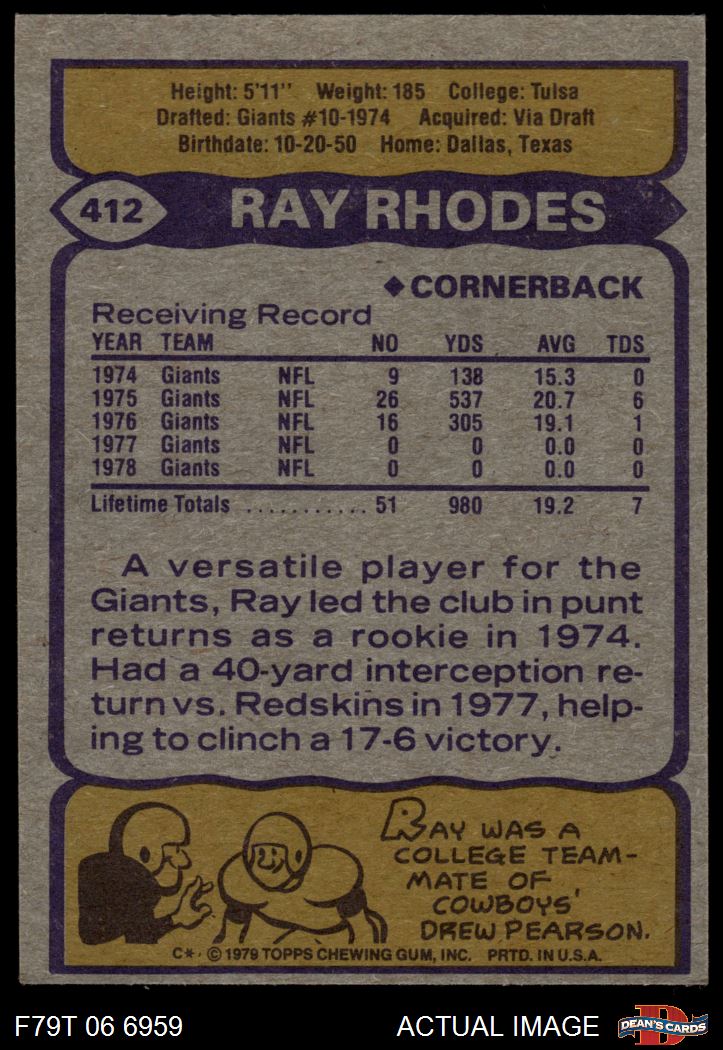 Height: 5'11" Weight: 185 College: Tulsa
Drafted: Giants #10-1974 Acquired: Via Draft
Birthdate: 10-20-50 Home: Dallas, Texas
412 RAY RHODES
◆CORNERBACK
Receiving Record
YEAR TEAM NO YDS AVG TDS
1974 Giants NFL 9 138 15.3 0
1975 Giants NFL 26 537 20.7 6
1976 Giants NFL 16 305 19.1 1
1977 Giants NFL 0 0 0.0 0
1978 Giants NFL 0 0 0.0 0
Lifetime Totals ........... 51 980 19.2 7
A versatile player for the
Giants, Ray led the club in punt
returns as a rookie in 1974.
Had a 40-yard interception re-
turn vs. Redskins in 1977, help-
ing to clinch a 17-6 victory.
RAY WAS A
COLLEGE TEAM-
MATE OF
COWBOYS'
DREW PEARSON.
C*. © 1979 TOPPS CHEWING GUM, INC. PRTD. IN U.S.A.
F79T 06 6959 ACTUAL IMAGE D DEAN'S CARDS